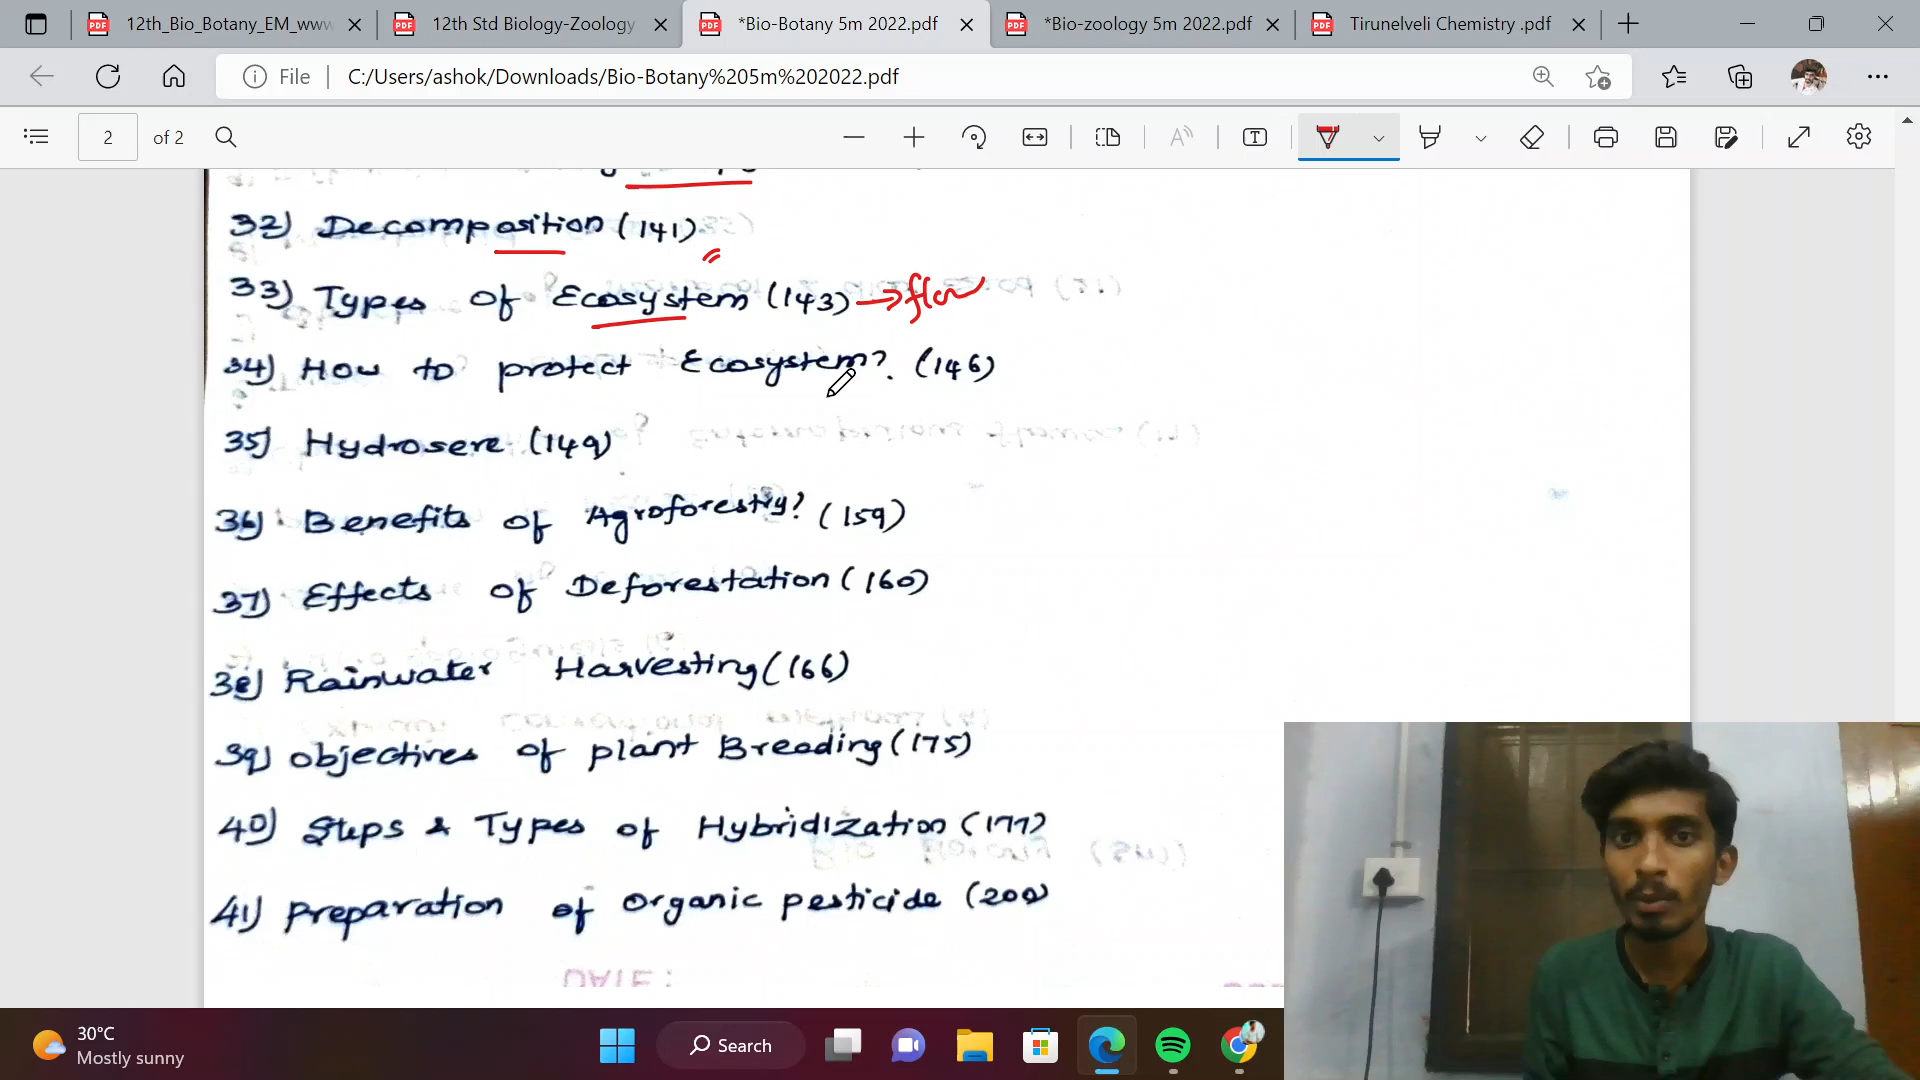 12th_Bio_Botany_EM_www
12th Std Biology-Zoology
*Bio-Botany 5m 2022.pdf
*Bio-zoology 5m 2022.pdf
Tirunelveli Chemistry .pdf
File C:/Users/ashok/Downloads/Bio-Botany%205m%202022.pdf
2 of 2
32) Decomposition (141)
33) Types of Ecosystem (143) → flow
34) How to protect Ecosystem? (146)
35) Hydrosere (149)
36) Benefits of Agroforestry? (159)
37) Effects of Deforestation (160)
38) Rainwater Harvesting (166)
39) Objectives of plant Breeding (175)
40) Steps & Types of Hybridization (177)
41) Preparation of Organic pesticide (200)
DATE :
30°C
Mostly sunny
Search